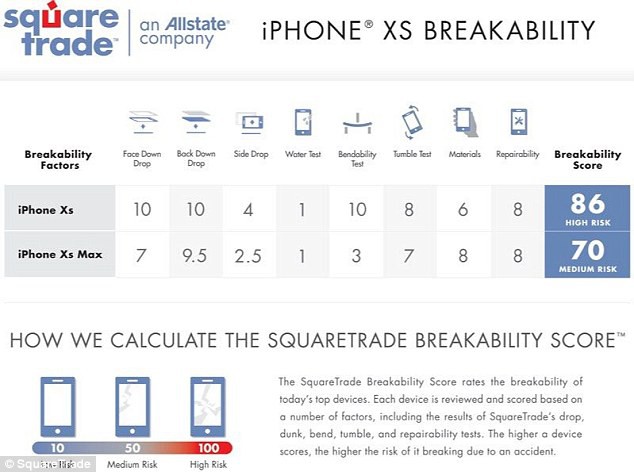 square trade™
an Allstate® company
iPHONE® XS BREAKABILITY
Breakability Factors
Face Down Drop
Back Down Drop
Side Drop
Water Test
Bendability Test
Tumble Test
Materials
Repairability
Breakability Score
iPhone Xs 10 10 4 1 10 8 6 8 86 HIGH RISK
iPhone Xs Max 7 9.5 2.5 1 3 7 8 8 70 MEDIUM RISK
HOW WE CALCULATE THE SQUARETRADE BREAKABILITY SCORE™
10 50 100
Risk Medium Risk High Risk
© SquareTrade
The SquareTrade Breakability Score rates the breakability of
today's top devices. Each device is reviewed and scored based on
a number of factors, including the results of SquareTrade's drop,
dunk, bend, tumble, and repairability tests. The higher a device
scores, the higher the risk of it breaking due to an accident.